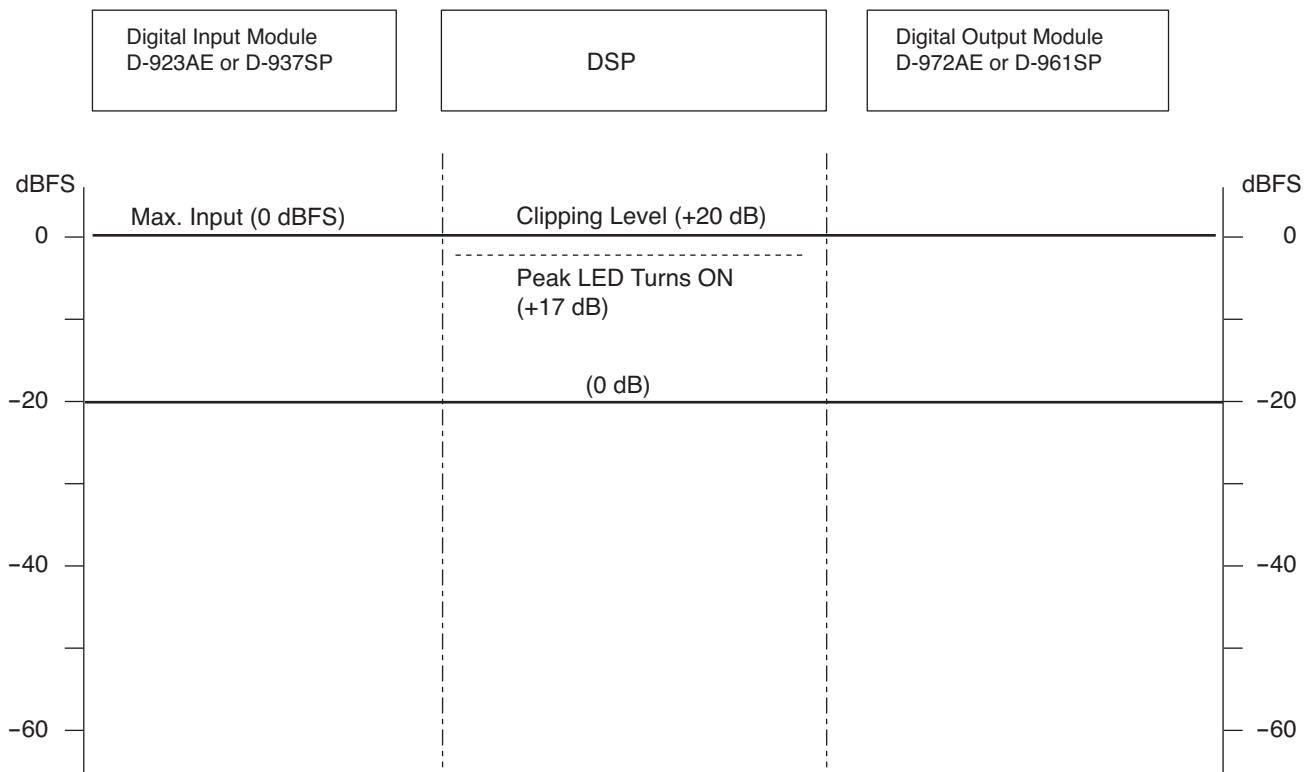 Digital Input Module
D-923AE or D-937SP
DSP
Digital Output Module
D-972AE or D-961SP
dBFS
dBFS
Max. Input (0 dBFS)
Clipping Level (+20 dB)
0
0
Peak LED Turns ON
(+17 dB)
(0 dB)
−20
−20
−40
−40
−60
−60